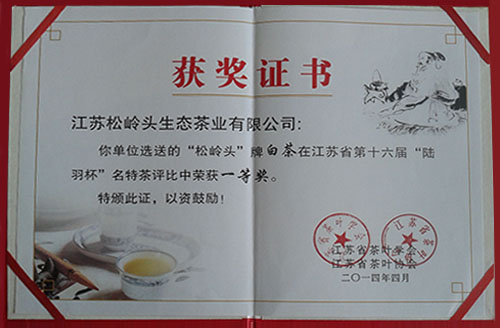 获奖证书
江苏松岭头生态茶业有限公司：
你单位选送的“松岭头”牌白茶在江苏省第十六届“陆
羽杯”名特茶评比中荣获一等奖。
特颁此证，以资鼓励！
江苏省茶叶学会
江苏省茶叶协会
二〇一四年四月